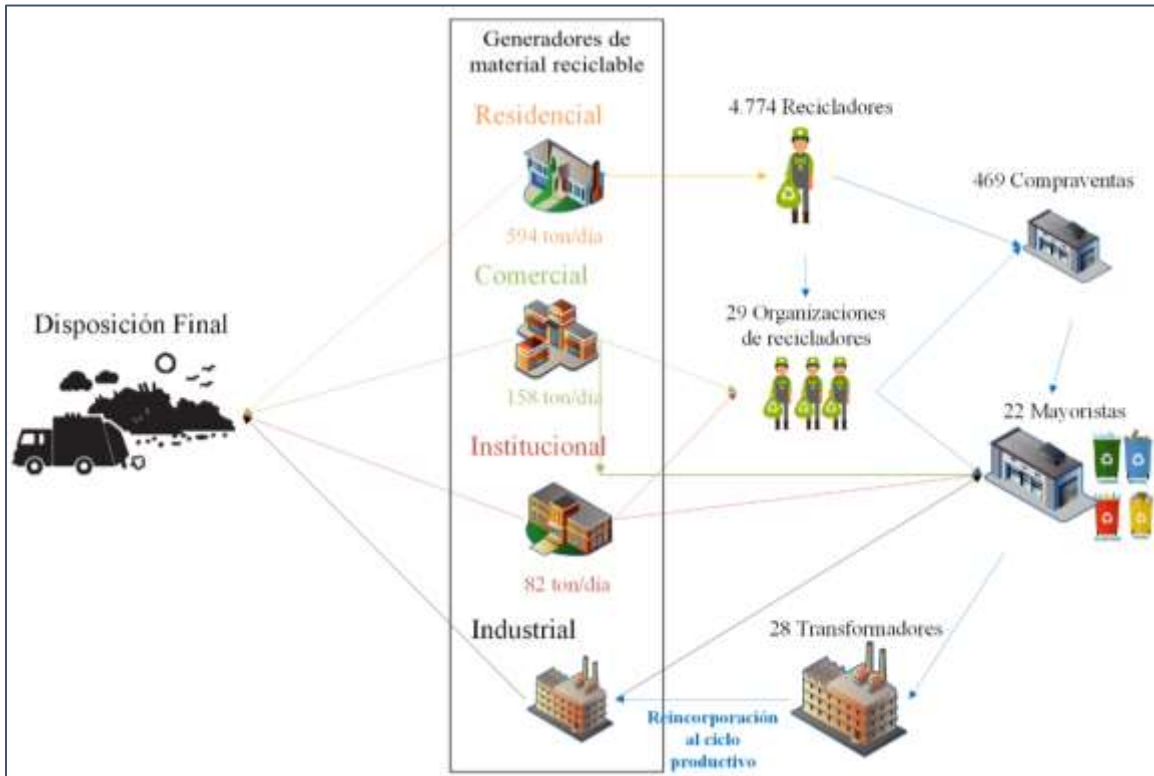 Generadores de
material reciclable
Residencial
594 ton/día
Comercial
158 ton/día
Institucional
82 ton/día
Industrial
Disposición Final
4.774 Recicladores
29 Organizaciones
de recicladores
469 Compraventas
22 Mayoristas
28 Transformadores
Reincorporación
al ciclo
productivo